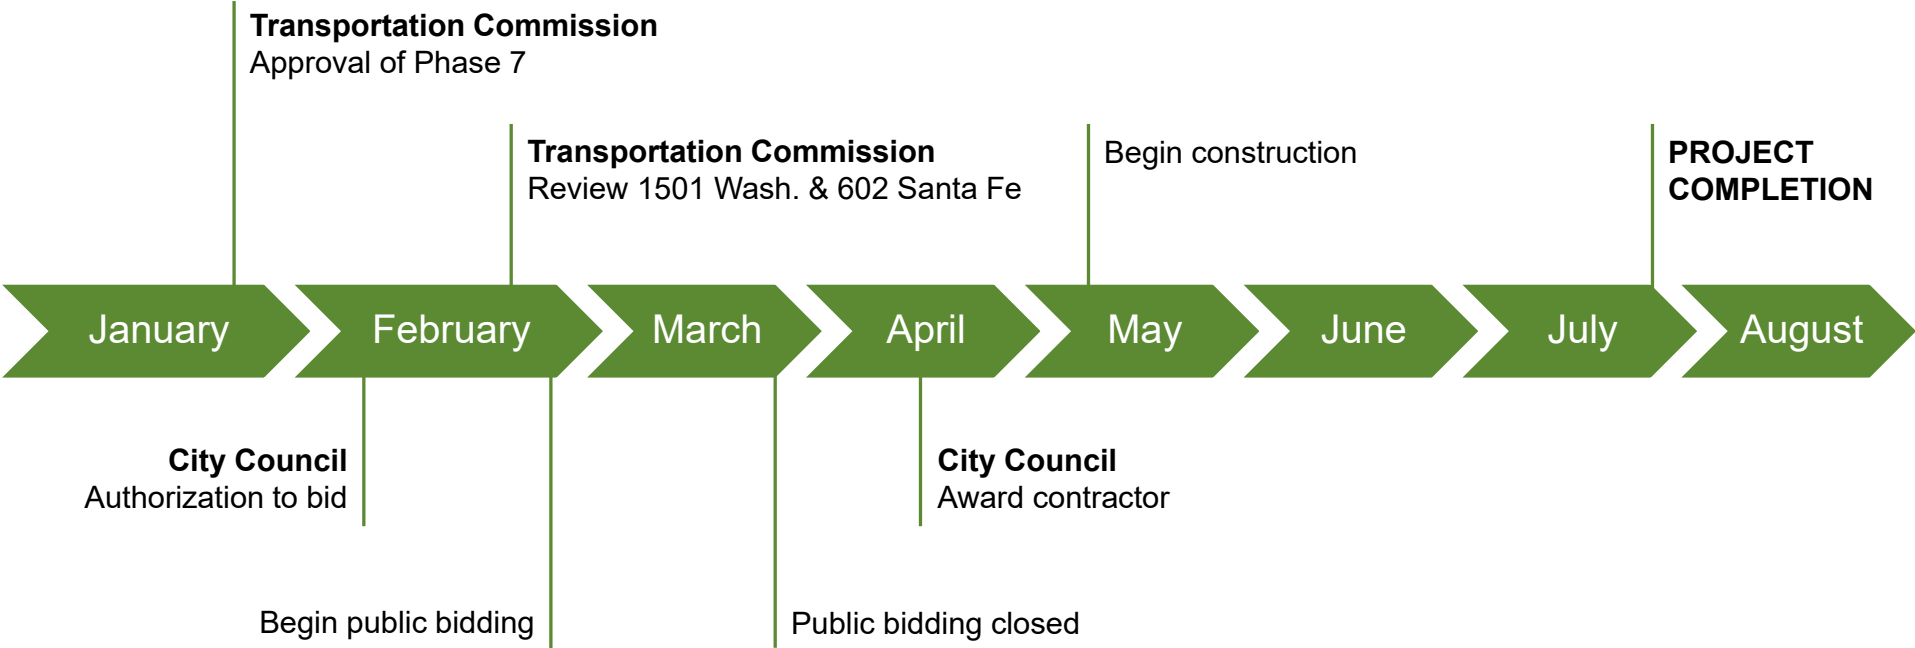 Transportation Commission
Approval of Phase 7
Transportation Commission
Review 1501 Wash. & 602 Santa Fe
Begin construction
PROJECT
COMPLETION
January
February
March
April
May
June
July
August
City Council
Authorization to bid
City Council
Award contractor
Begin public bidding
Public bidding closed